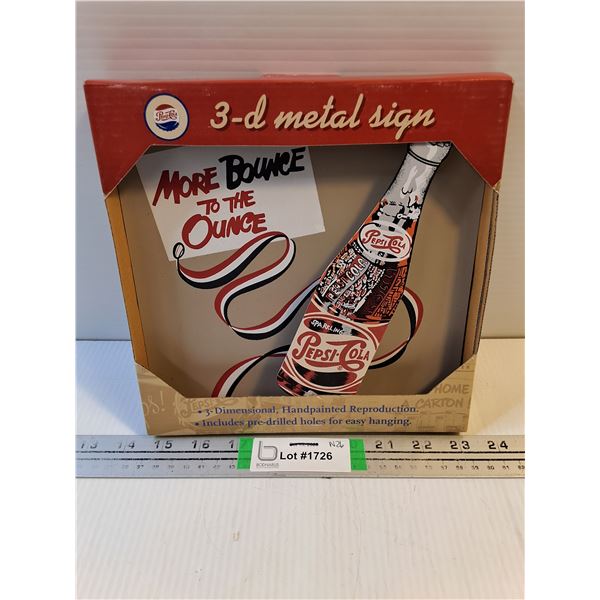 Pepsi-Cola
3-d metal sign
MORE BOUNCE
TO THE
OUNCE
PEPSI-COLA
SPARKLING
PEPSI-COLA
HOME
A CARTON
• 3-Dimensional, Handpainted Reproduction.
• Includes pre-drilled holes for easy hanging.
13 14 15 16 17 21 22 23 24
N26
Lot #1726
BODNARUS